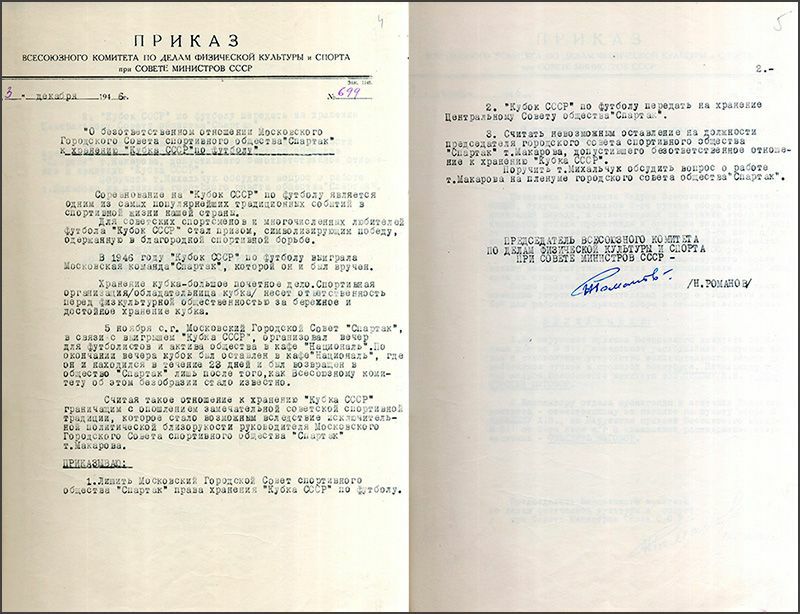 4
ПРИКАЗ
ВСЕСОЮЗНОГО КОМИТЕТА ПО ДЕЛАМ ФИЗИЧЕСКОЙ КУЛЬТУРЫ и СПОРТА
при СОВЕТЕ МИНИСТРОВ СССР
3 " декабря 1946г. № 699
"О безответственном отношении Московского
Городского Совета спортивного общества "Спартак"
к хранению "Кубка СССР" по футболу"
Соревнование на "Кубок СССР" по футболу является
одним из самых популярнейших традиционных событий в
спортивной жизни нашей страны.
Для советских спортсменов и многочисленных любителей
футбола "Кубок СССР" стал призом, символизирующим победу,
одержанную в благородной спортивной борьбе.
В 1946 году "Кубок СССР" по футболу выиграла
Московская команда "Спартак", которой он и был вручен.
Хранение кубка-большое почетное дело.Спортивная
организация/обладательница кубка/ несет ответственность
перед физкультурной общественностью за бережное и
достойное хранение кубка.
5 ноября с.г. Московский Городской Совет "Спартак",
в связи с выигрышем "Кубка СССР", организовал вечер
для футболистов и актива общества в кафе "Националь".По
окончании вечера кубок был оставлен в кафе "Националь", где
он и находился в течение 23 дней и был возвращен в
общество "Спартак" лишь после того,как Всесоюзному коми-
тету об этом безобразии стало известно.
Считая такое отношение к хранению "Кубка СССР"
граничащим с опошлением замечательной советской спортивной
традиции, которое стало возможным вследствие исключитель-
ной политической близорукости руководителя Московского
Городского Совета спортивного общества "Спартак"
т.Макарова.
ПРИКАЗЫВАЮ:
1.Лишить Московский Городской Совет спортивного
общества "Спартак" права хранения "Кубка СССР" по футболу.
5
2.-
2. "Кубок СССР" по футболу передать на хранение
Центральному Совету общества "Спартак".
3. Считать невозможным оставление на должности
председателя городского совета спортивного общества
"Спартак" т.Макарова, допустившего безответственное отноше-
ние к хранению "Кубка СССР".
Поручить т.Михальчук обсудить вопрос о работе
т.Макарова на пленуме городского совета общества "Спартак".
ПРЕДСЕДАТЕЛЬ ВСЕСОЮЗНОГО КОМИТЕТА
ПО ДЕЛАМ ФИЗИЧЕСКОЙ КУЛЬТУРЫ И СПОРТА
ПРИ СОВЕТЕ МИНИСТРОВ СССР -
/Н.РОМАНОВ/